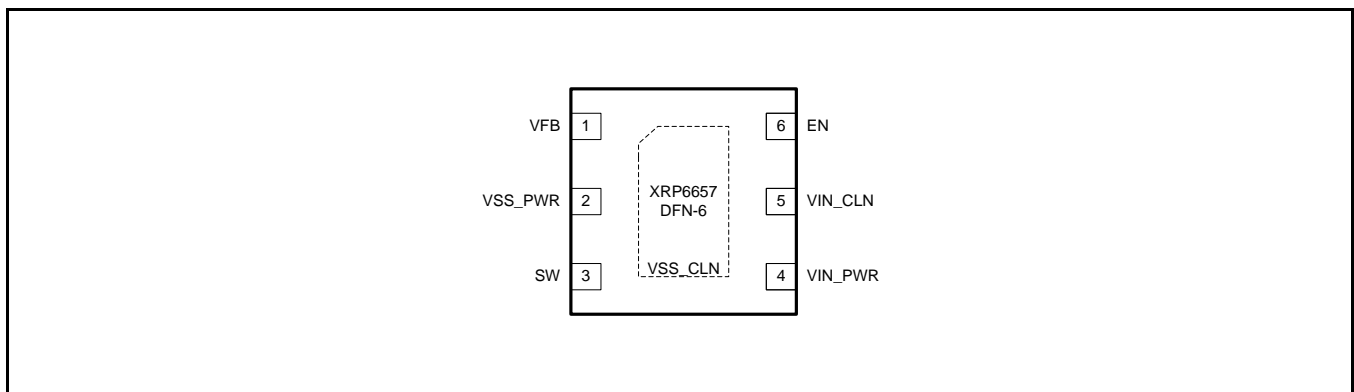 VFB 1
6 EN
VSS_PWR 2
XRP6657
DFN-6
5 VIN_CLN
SW 3
VSS_CLN
4 VIN_PWR